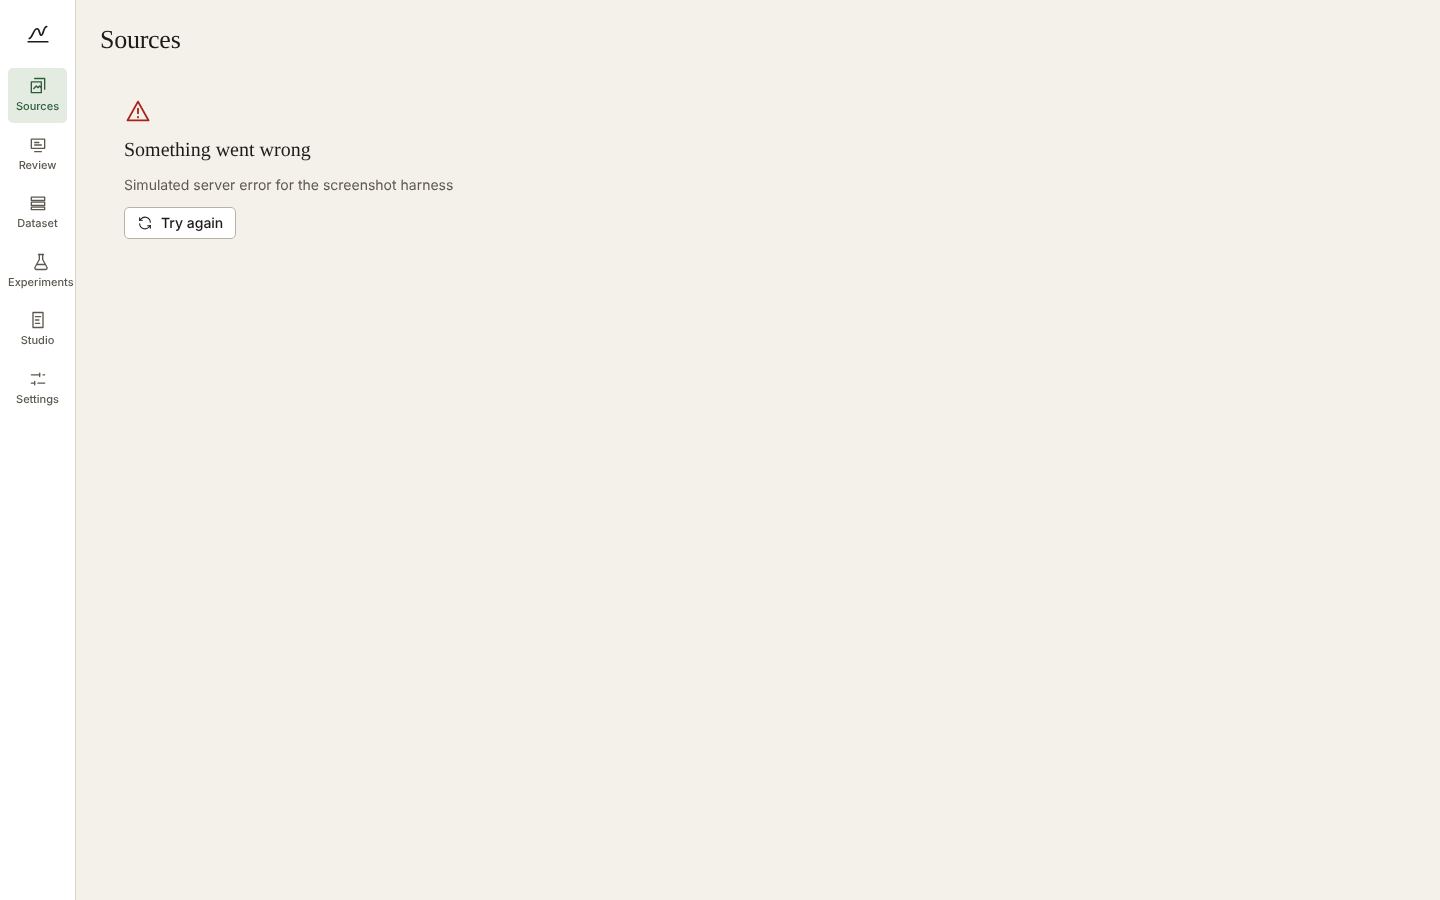 Sources
Sources
Review
Dataset
Experiments
Studio
Settings
Something went wrong
Simulated server error for the screenshot harness
Try again